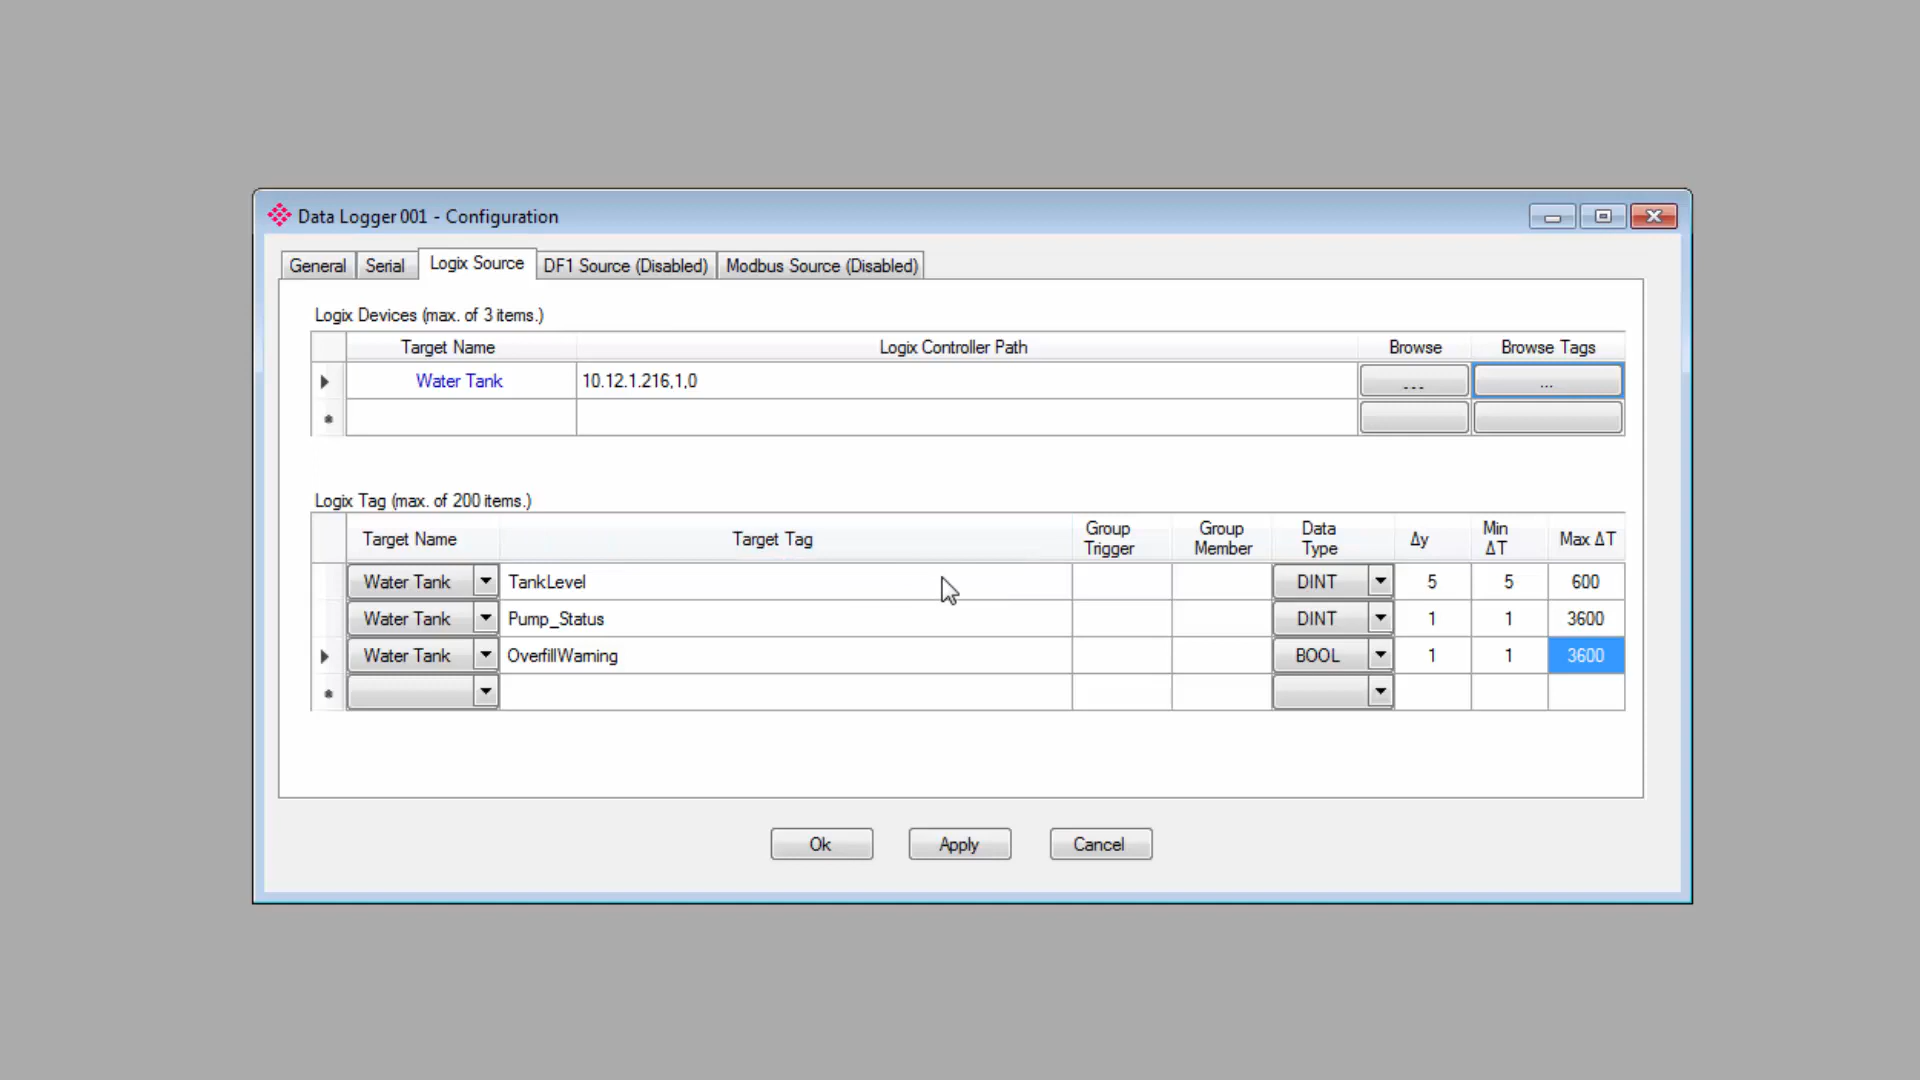 Data Logger 001 - Configuration
General Serial Logix Source DF1 Source (Disabled) Modbus Source (Disabled)
Logix Devices (max. of 3 items.)
Target Name Logix Controller Path Browse Browse Tags
Water Tank 10.12.1.216,1,0 ... ...
Logix Tag (max. of 200 items.)
Target Name Target Tag Group Trigger Group Member Data Type Δy Min ΔT Max ΔT
Water Tank TankLevel DINT 5 5 600
Water Tank Pump_Status DINT 1 1 3600
Water Tank OverfillWarning BOOL 1 1 3600
Ok Apply Cancel